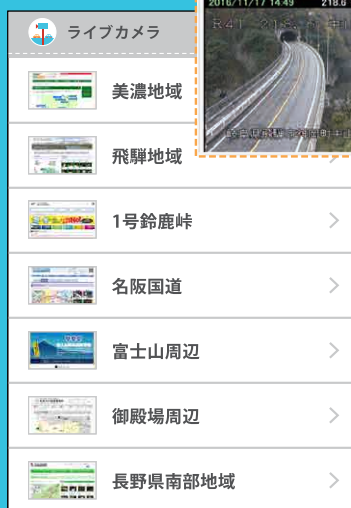 2016/11/17 14:49 218.6
ライブカメラ
美濃地域
飛騨地域
1号鈴鹿峠
名阪国道
富士山周辺
御殿場周辺
長野県南部地域